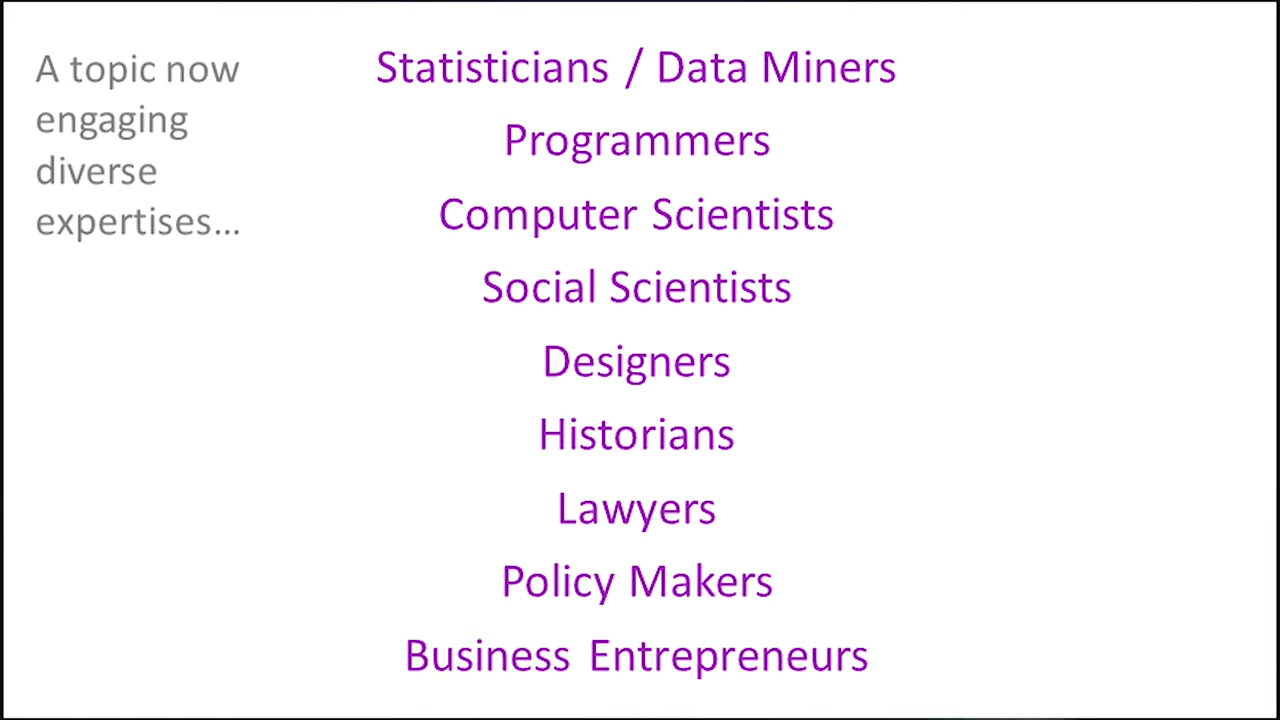 A topic now
engaging
diverse
expertises...
Statisticians / Data Miners
Programmers
Computer Scientists
Social Scientists
Designers
Historians
Lawyers
Policy Makers
Business Entrepreneurs